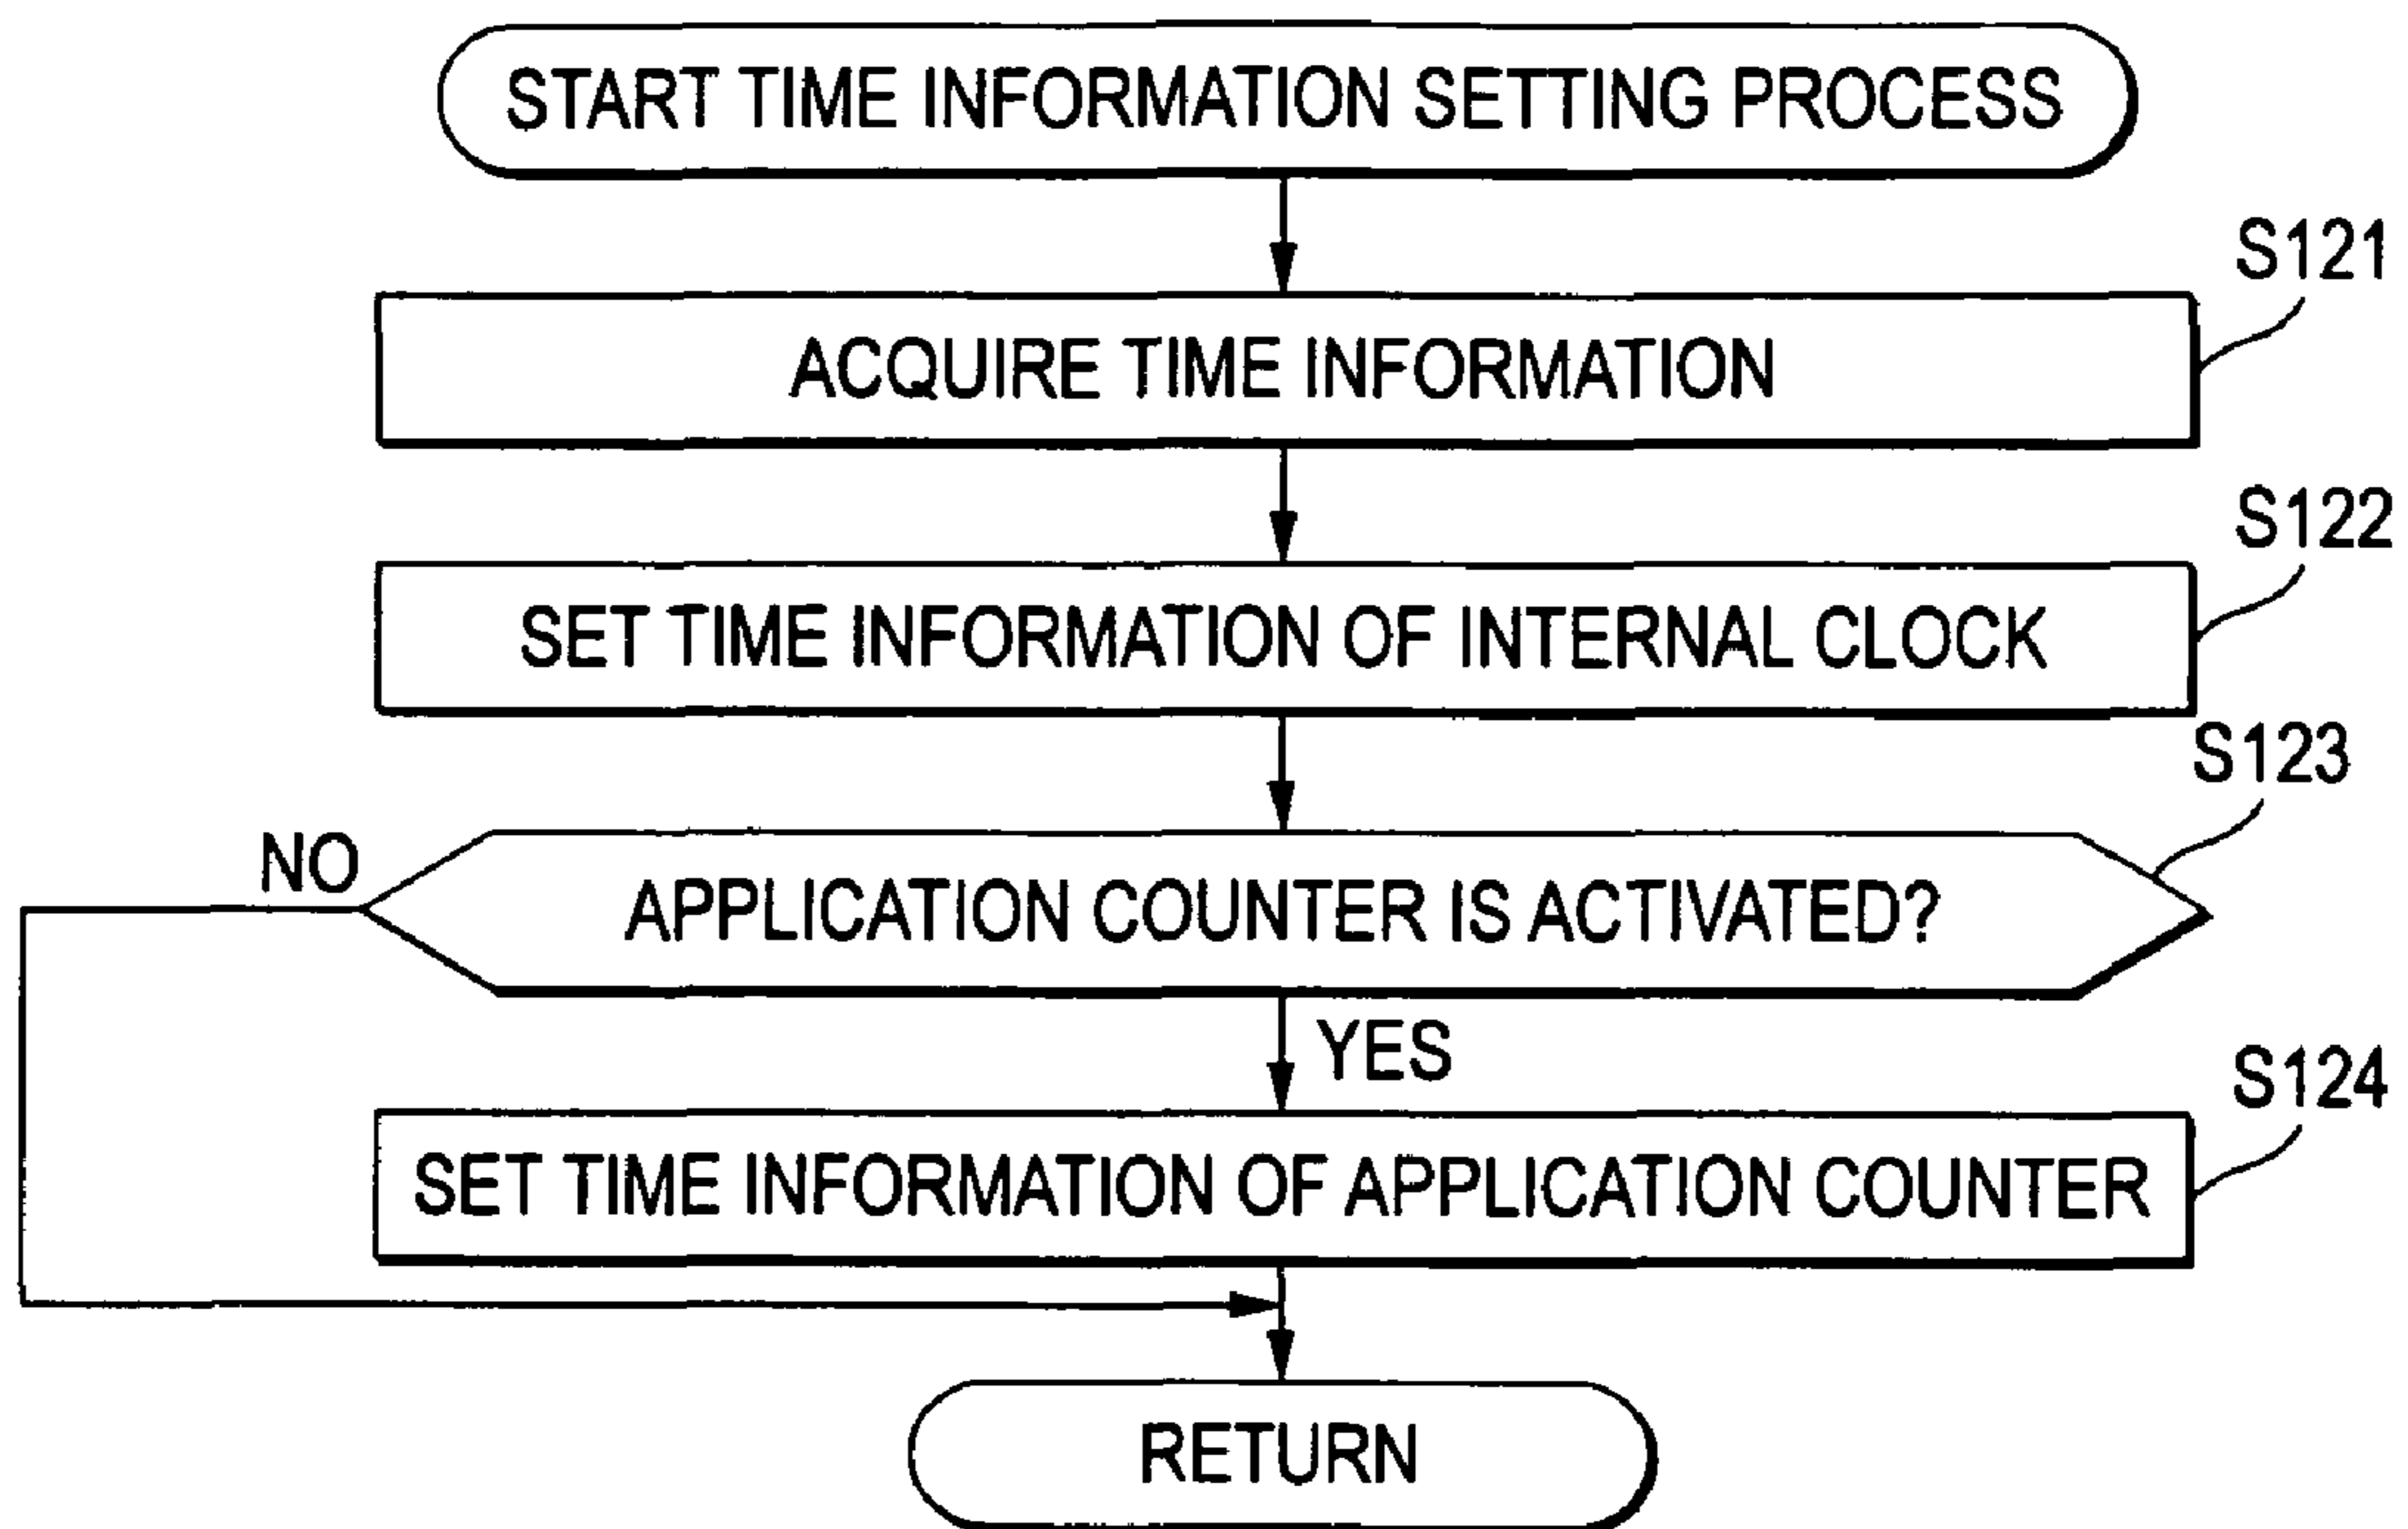 START TIME INFORMATION SETTING PROCESS
S121
ACQUIRE TIME INFORMATION
S122
SET TIME INFORMATION OF INTERNAL CLOCK
S123
NO
APPLICATION COUNTER IS ACTIVATED?
YES
S124
SET TIME INFORMATION OF APPLICATION COUNTER
RETURN